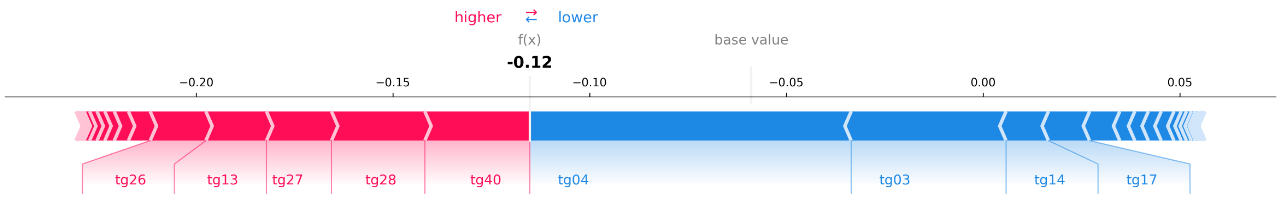 higher ⇄ lower
f(x) base value
-0.12
−0.20 −0.15 −0.10 −0.05 0.00 0.05
tg26 tg13 tg27 tg28 tg40 tg04 tg03 tg14 tg17